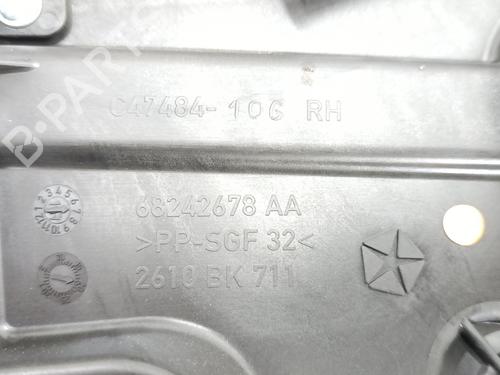 C47484-106 RH
68242678 AA
>PP-SGF 32<
2610 BK 711
B-PARTS